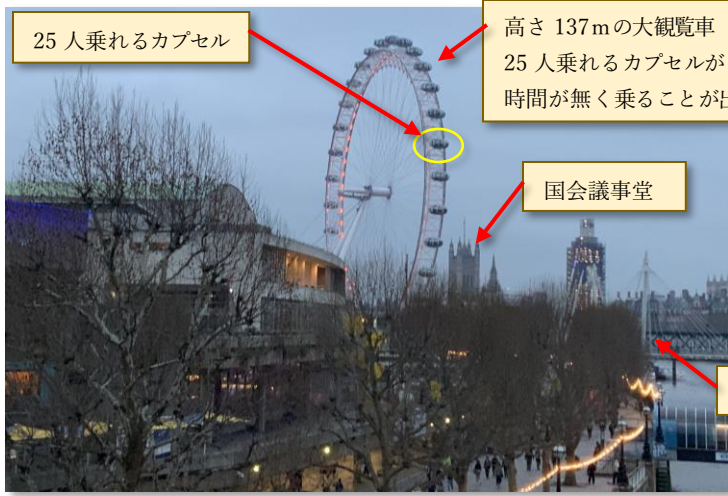 25 人乗れるカプセル
高さ 137ｍの大観覧車
25 人乗れるカプセルが
時間が無く乗ることが
国会議事堂